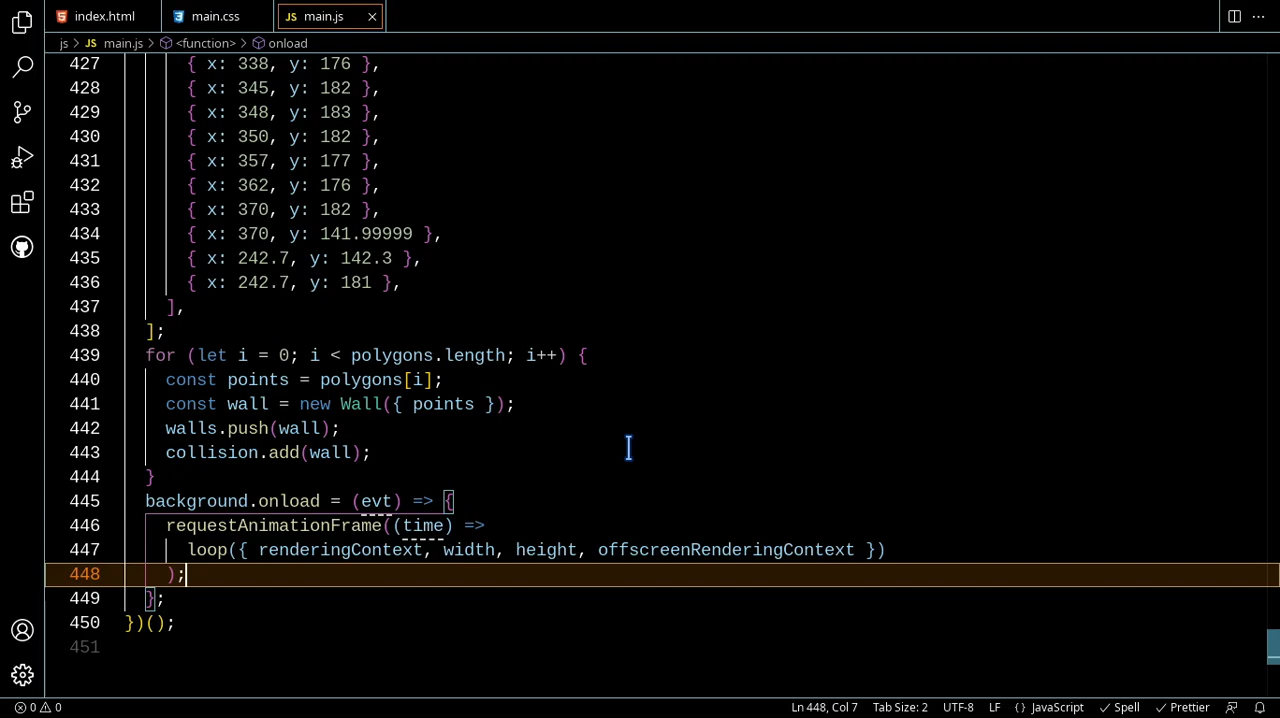 index.html
main.css
JS main.js
js > JS main.js > <function> > onload
427 { x: 338, y: 176 },
428 { x: 345, y: 182 },
429 { x: 348, y: 183 },
430 { x: 350, y: 182 },
431 { x: 357, y: 177 },
432 { x: 362, y: 176 },
433 { x: 370, y: 182 },
434 { x: 370, y: 141.99999 },
435 { x: 242.7, y: 142.3 },
436 { x: 242.7, y: 181 },
437 ],
438 ];
439 for (let i = 0; i < polygons.length; i++) {
440 const points = polygons[i];
441 const wall = new Wall({ points });
442 walls.push(wall);
443 collision.add(wall);
444 }
445 background.onload = (evt) => {
446 requestAnimationFrame((time) =>
447 loop({ renderingContext, width, height, offscreenRenderingContext })
448 );
449 };
450 })();
451
0 0 Ln 448, Col 7 Tab Size: 2 UTF-8 LF {} JavaScript Spell Prettier